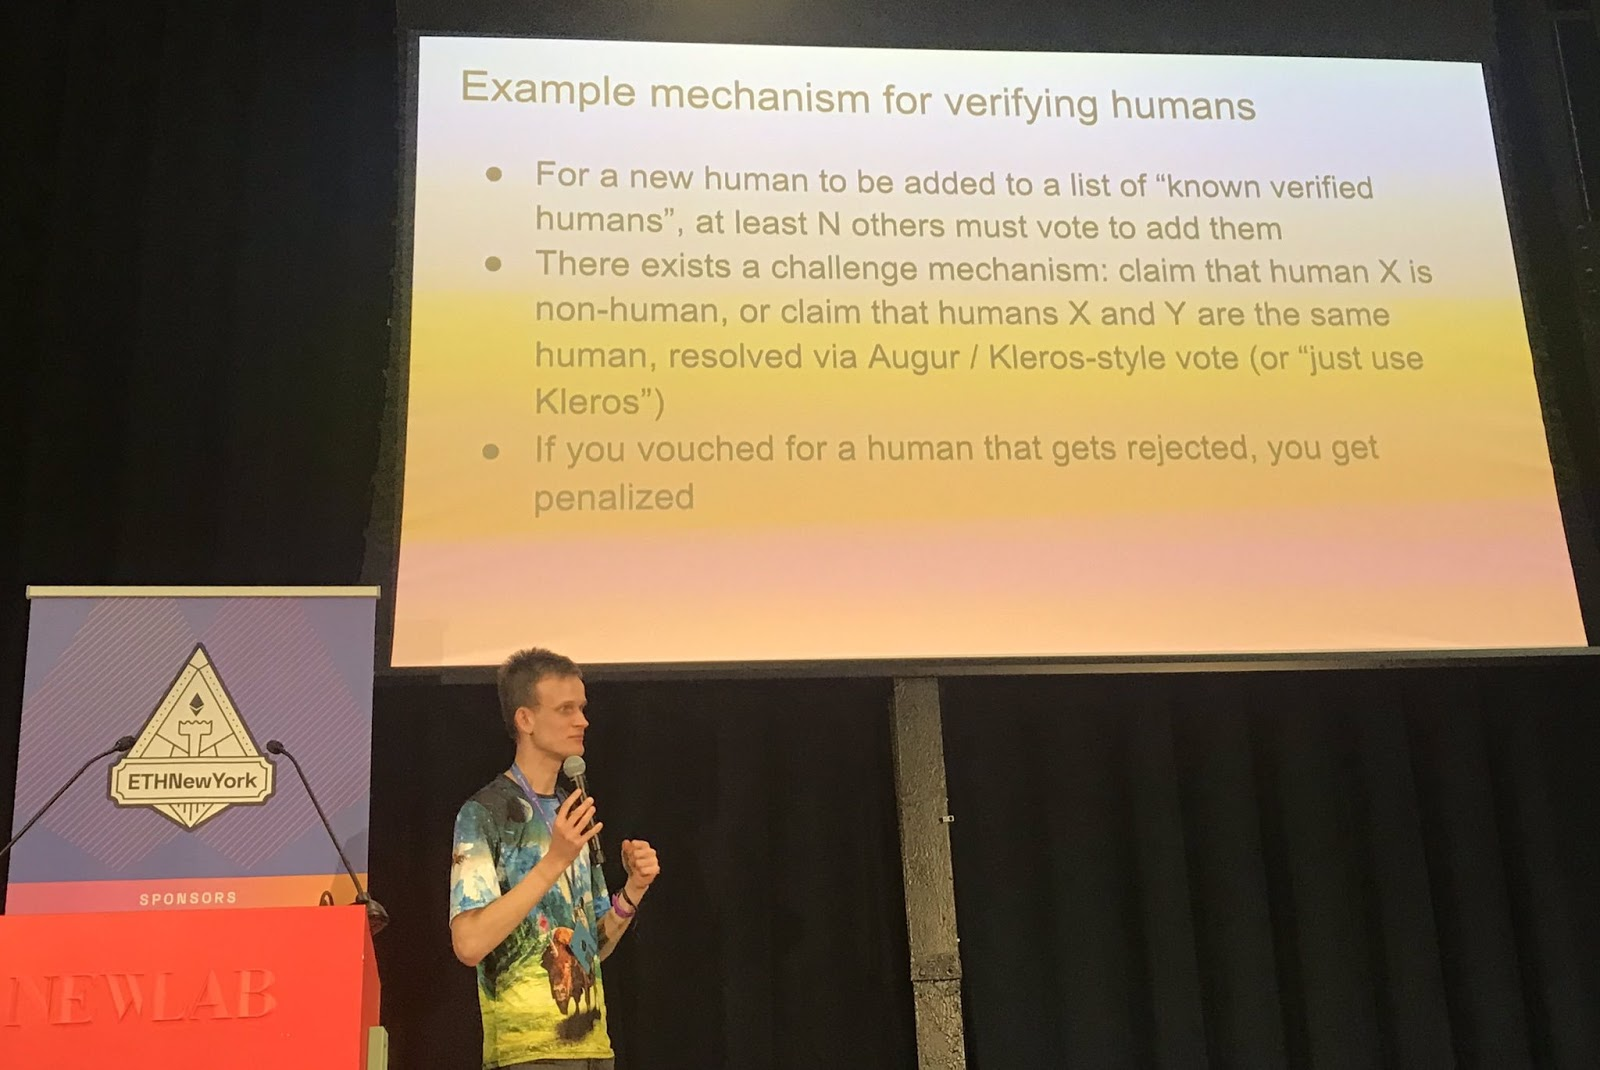 Example mechanism for verifying humans
● For a new human to be added to a list of “known verified
humans”, at least N others must vote to add them
● There exists a challenge mechanism: claim that human X is
non-human, or claim that humans X and Y are the same
human, resolved via Augur / Kleros-style vote (or “just use
Kleros”)
● If you vouched for a human that gets rejected, you get
penalized
ETHNewYork
SPONSORS
NEWLAB